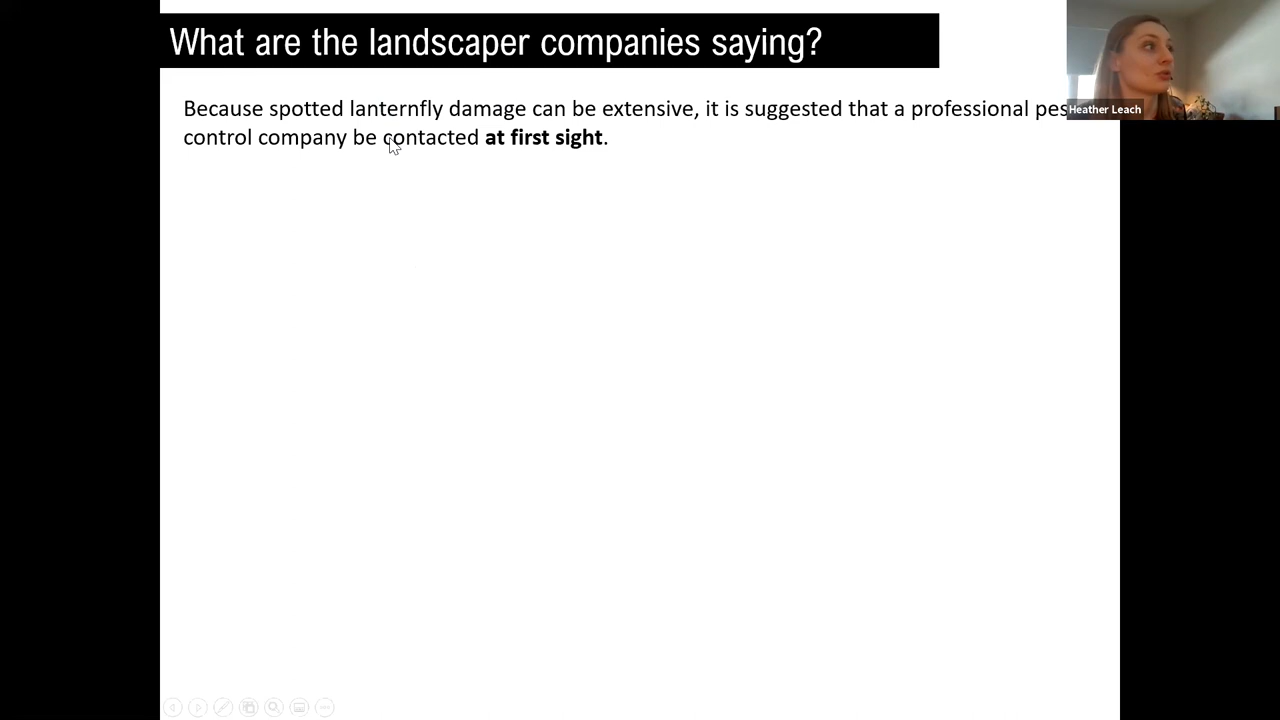 What are the landscaper companies saying?
Because spotted lanternfly damage can be extensive, it is suggested that a professional pes
control company be contacted at first sight.
Heather Leach